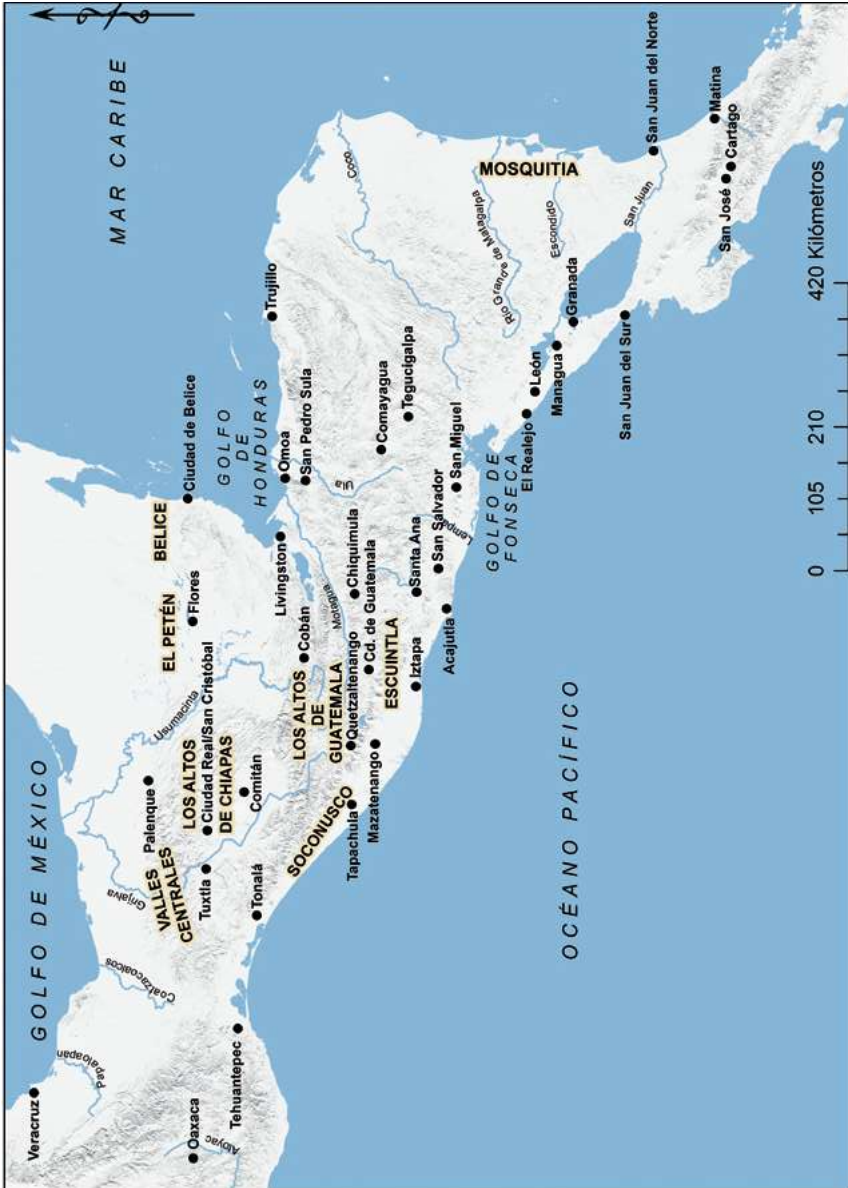 GOLFO DE MÉXICO
MAR CARIBE
Veracruz
Papaloapan
Coatzacoalcos
Grijalva
Palenque
Usumacinta
EL PETÉN
BELICE
Ciudad de Belice
Flores
Oaxaca
Atoyac
Tehuantepec
VALLES
CENTRALES
Tuxtla
Tonalá
LOS ALTOS
Ciudad Real/San Cristóbal
DE CHIAPAS
Comitán
GOLFO
DE
HONDURAS
Trujillo
Livingston
Omoa
San Pedro Sula
Cobán
LOS ALTOS
DE
GUATEMALA
Motagua
Ula
Coco
SOCONUSCO
Tapachula
Mazatenango
Quetzaltenango
Chiquimula
Cd. de Guatemala
ESCUINTLA
Iztapa
Comayagua
Tegucigalpa
Santa Ana
San Salvador
Acajutla
Lempa
San Miguel
GOLFO DE
FONSECA
MOSQUITIA
Río Grande de Matagalpa
Escondido
El Realejo
León
Managua
Granada
San Juan
San Juan del Sur
San Juan del Norte
Matina
San José
Cartago
OCÉANO PACÍFICO
0 105 210 420 Kilómetros